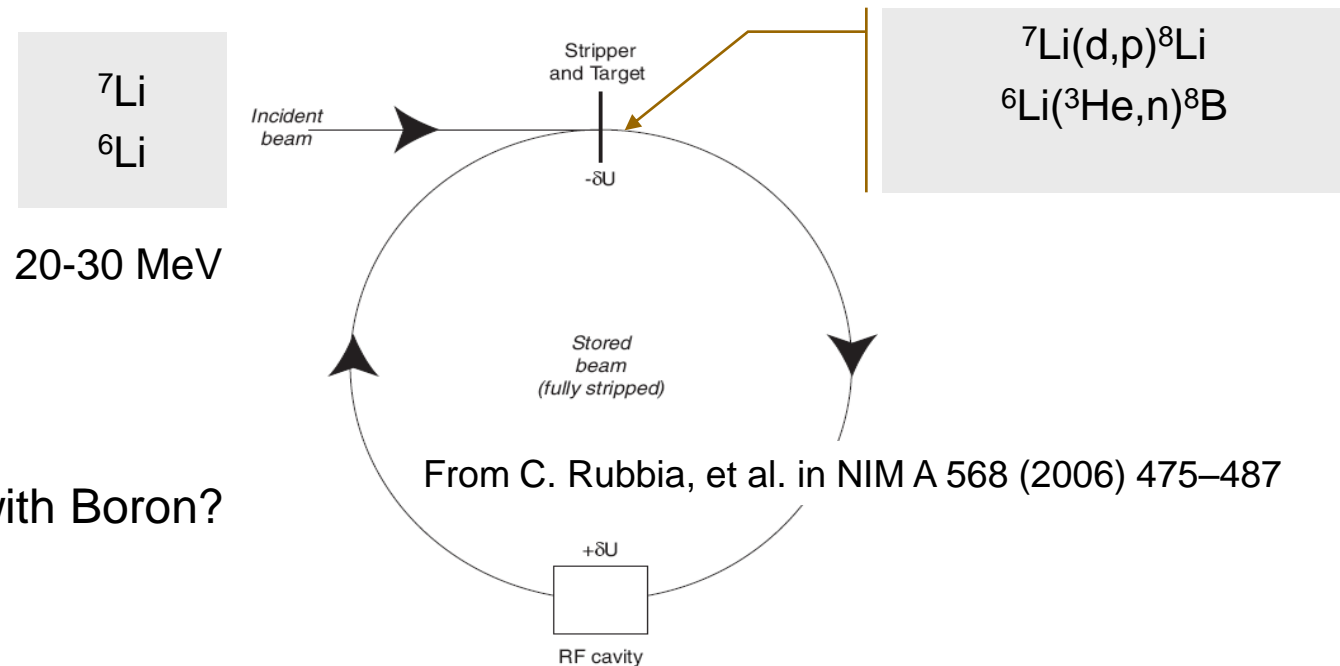 ⁷Li
⁶Li
20-30 MeV
Incident
beam
Stripper
and Target
-δU
⁷Li(d,p)⁸Li
⁶Li(³He,n)⁸B
Stored
beam
(fully stripped)
From C. Rubbia, et al. in NIM A 568 (2006) 475–487
with Boron?
+δU
RF cavity